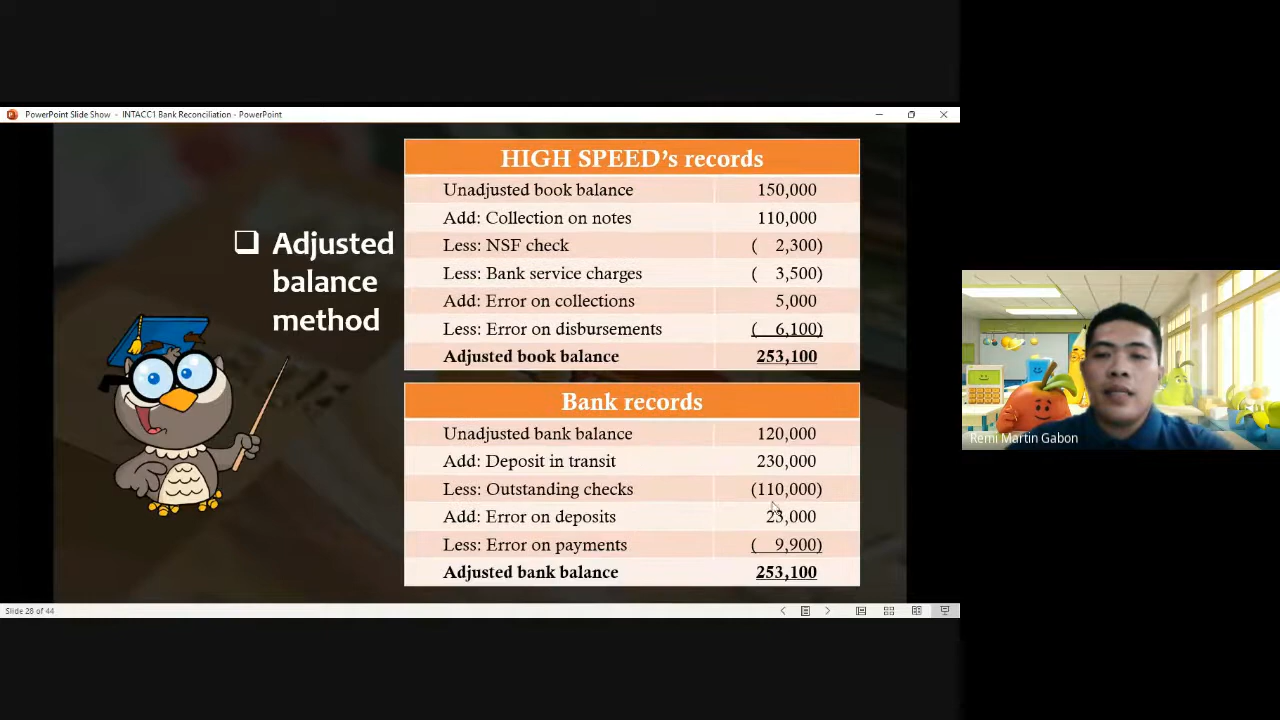 PowerPoint Slide Show - INTACC1 Bank Reconciliation - PowerPoint
Adjusted
balance
method
HIGH SPEED's records
Unadjusted book balance 150,000
Add: Collection on notes 110,000
Less: NSF check ( 2,300)
Less: Bank service charges ( 3,500)
Add: Error on collections 5,000
Less: Error on disbursements ( 6,100)
Adjusted book balance 253,100
Bank records
Unadjusted bank balance 120,000
Add: Deposit in transit 230,000
Less: Outstanding checks (110,000)
Add: Error on deposits 23,000
Less: Error on payments ( 9,900)
Adjusted bank balance 253,100
Slide 28 of 44
Remi Martin Gabon